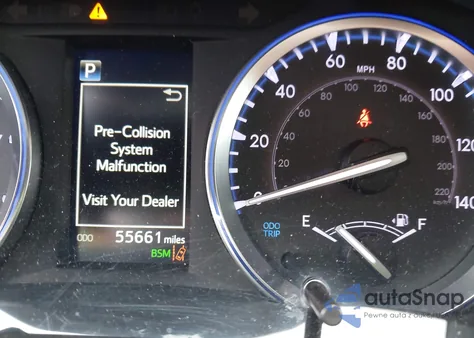 P
Pre-Collision
System
Malfunction
Visit Your Dealer
ODO 55661 miles
BSM
0 20 40 60 80 100 120 140
MPH
20 40 60 80 100 120 140 160 180 200 220
ODO
TRIP
E F
autoSnap